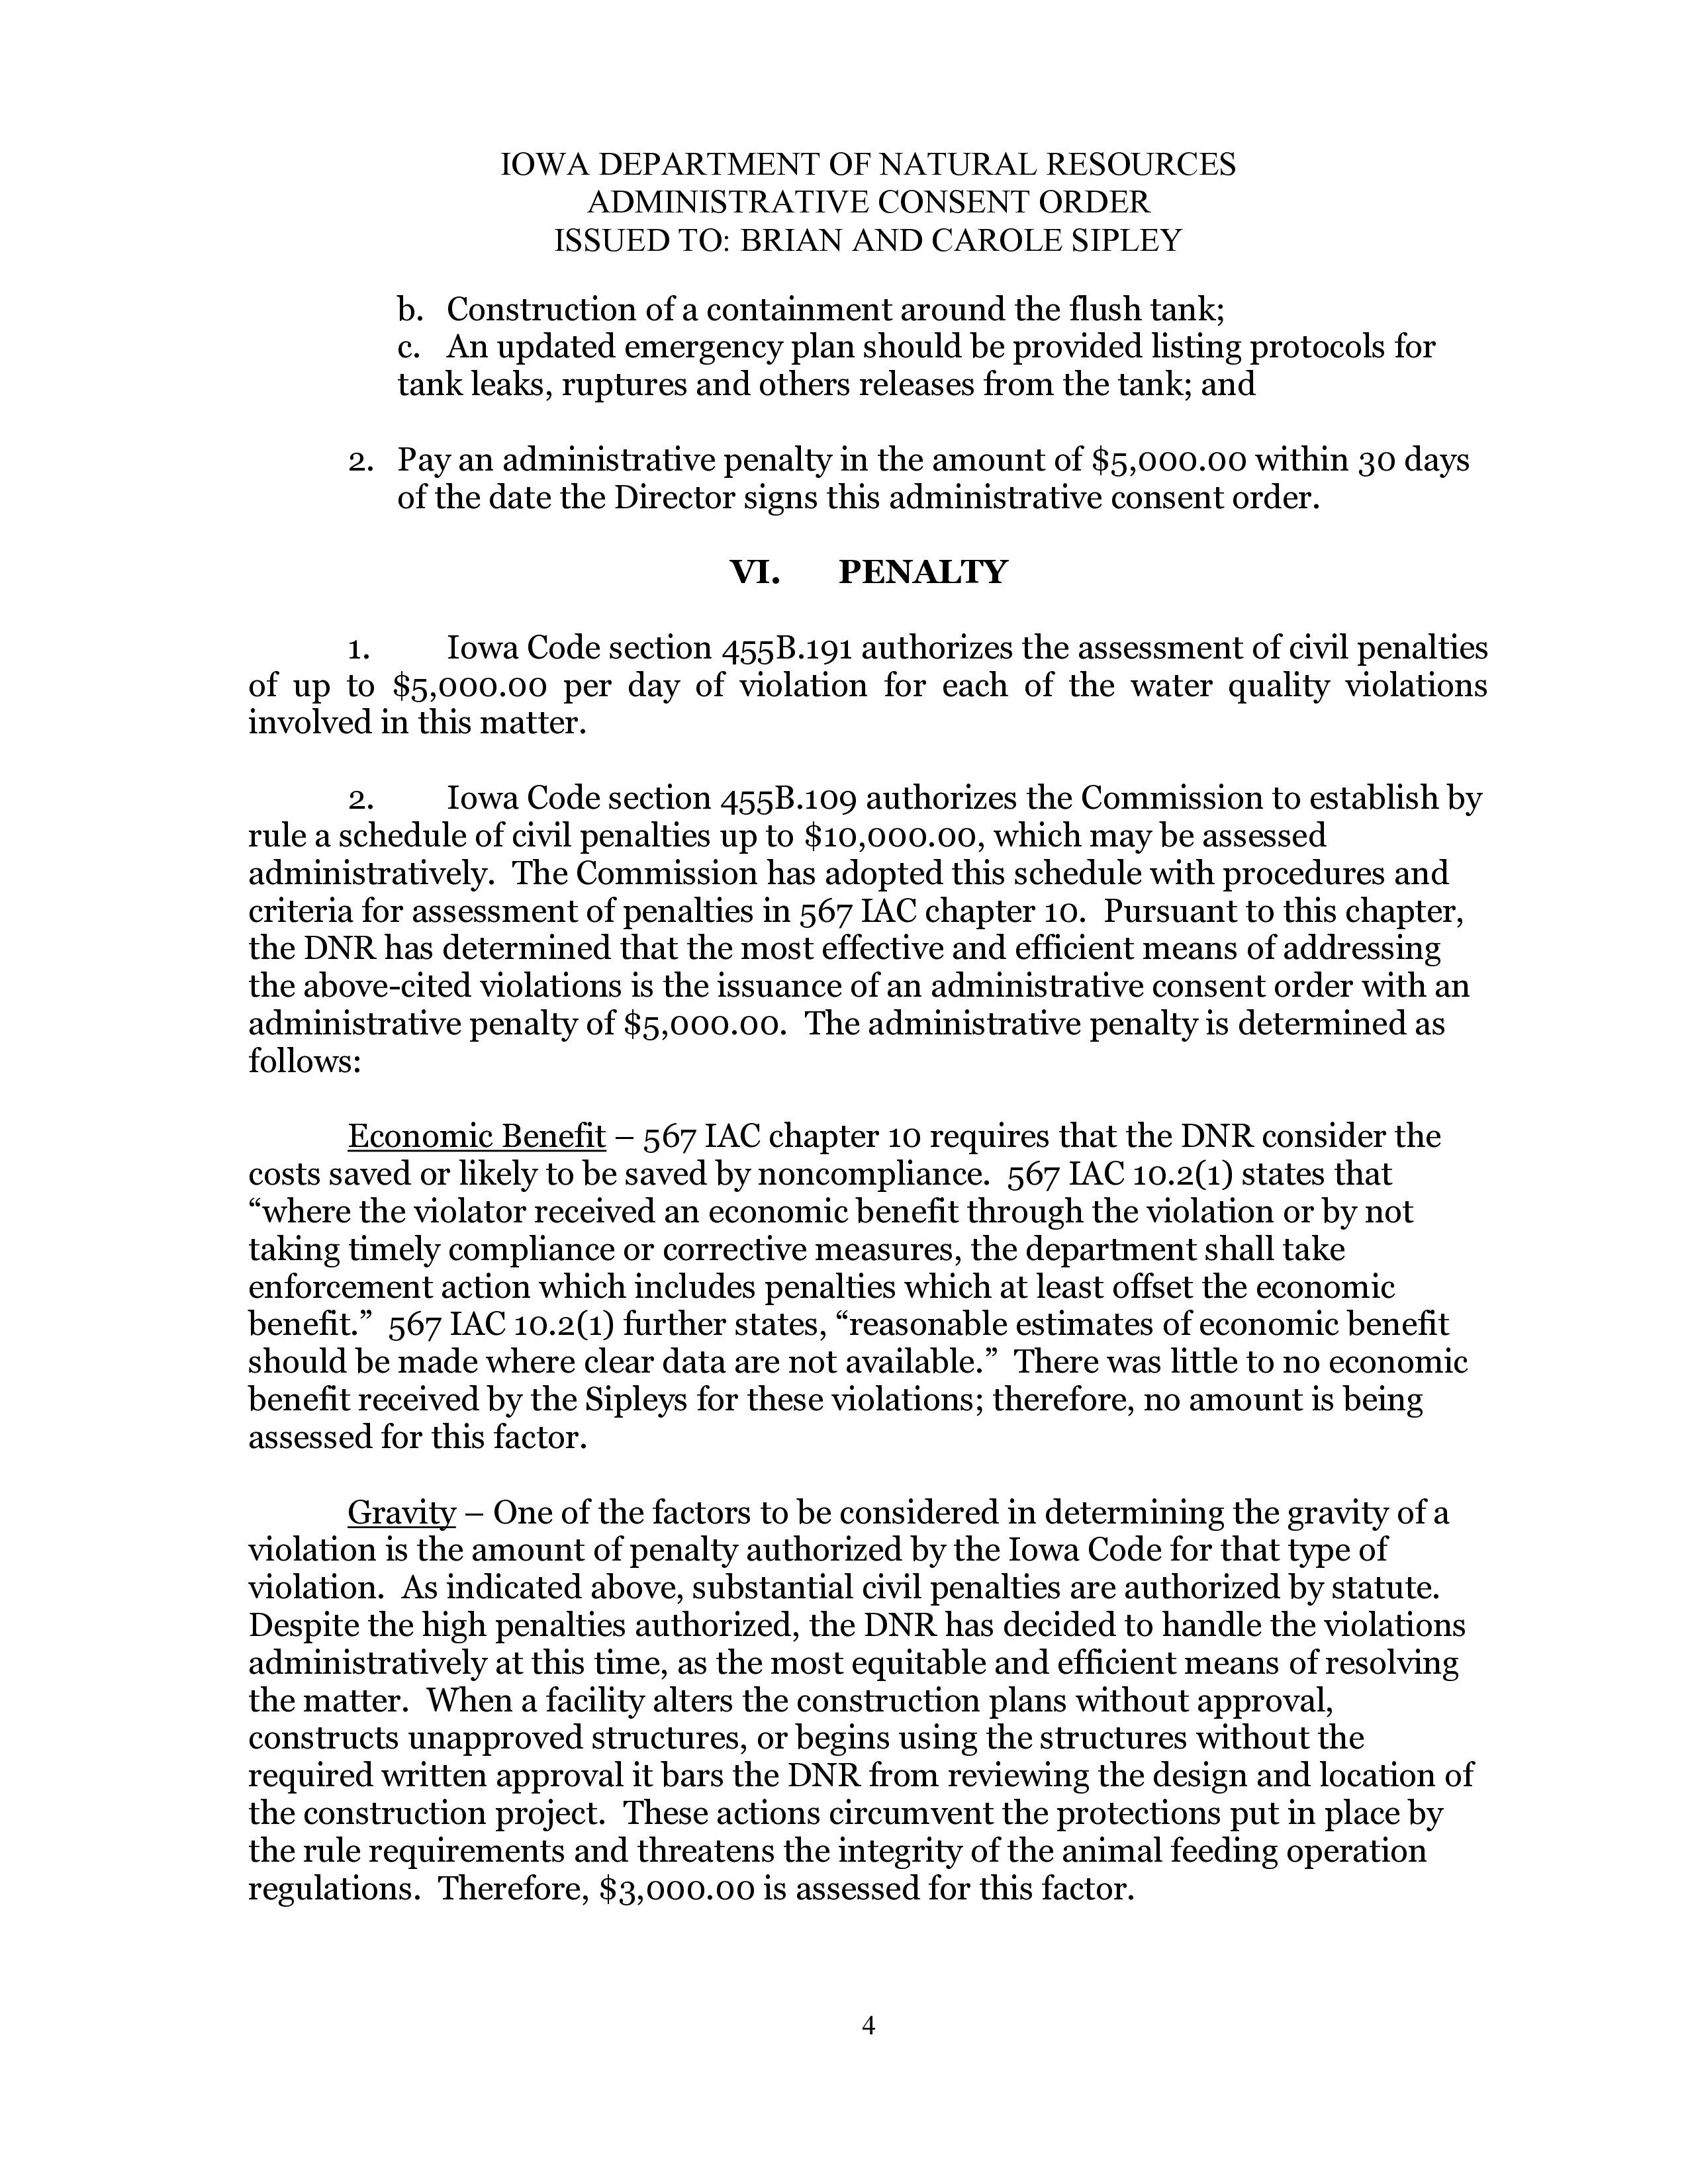 IOWA DEPARTMENT OF NATURAL RESOURCES
ADMINISTRATIVE CONSENT ORDER
ISSUED TO: BRIAN AND CAROLE SIPLEY
b. Construction of a containment around the flush tank;
c. An updated emergency plan should be provided listing protocols for
tank leaks, ruptures and others releases from the tank; and
2. Pay an administrative penalty in the amount of $5,000.00 within 30 days
of the date the Director signs this administrative consent order.
VI. PENALTY
1. Iowa Code section 455B.191 authorizes the assessment of civil penalties
of up to $5,000.00 per day of violation for each of the water quality violations
involved in this matter.
2. Iowa Code section 455B.109 authorizes the Commission to establish by
rule a schedule of civil penalties up to $10,000.00, which may be assessed
administratively. The Commission has adopted this schedule with procedures and
criteria for assessment of penalties in 567 IAC chapter 10. Pursuant to this chapter,
the DNR has determined that the most effective and efficient means of addressing
the above-cited violations is the issuance of an administrative consent order with an
administrative penalty of $5,000.00. The administrative penalty is determined as
follows:
Economic Benefit – 567 IAC chapter 10 requires that the DNR consider the
costs saved or likely to be saved by noncompliance. 567 IAC 10.2(1) states that
“where the violator received an economic benefit through the violation or by not
taking timely compliance or corrective measures, the department shall take
enforcement action which includes penalties which at least offset the economic
benefit.” 567 IAC 10.2(1) further states, “reasonable estimates of economic benefit
should be made where clear data are not available.” There was little to no economic
benefit received by the Sipleys for these violations; therefore, no amount is being
assessed for this factor.
Gravity – One of the factors to be considered in determining the gravity of a
violation is the amount of penalty authorized by the Iowa Code for that type of
violation. As indicated above, substantial civil penalties are authorized by statute.
Despite the high penalties authorized, the DNR has decided to handle the violations
administratively at this time, as the most equitable and efficient means of resolving
the matter. When a facility alters the construction plans without approval,
constructs unapproved structures, or begins using the structures without the
required written approval it bars the DNR from reviewing the design and location of
the construction project. These actions circumvent the protections put in place by
the rule requirements and threatens the integrity of the animal feeding operation
regulations. Therefore, $3,000.00 is assessed for this factor.
4